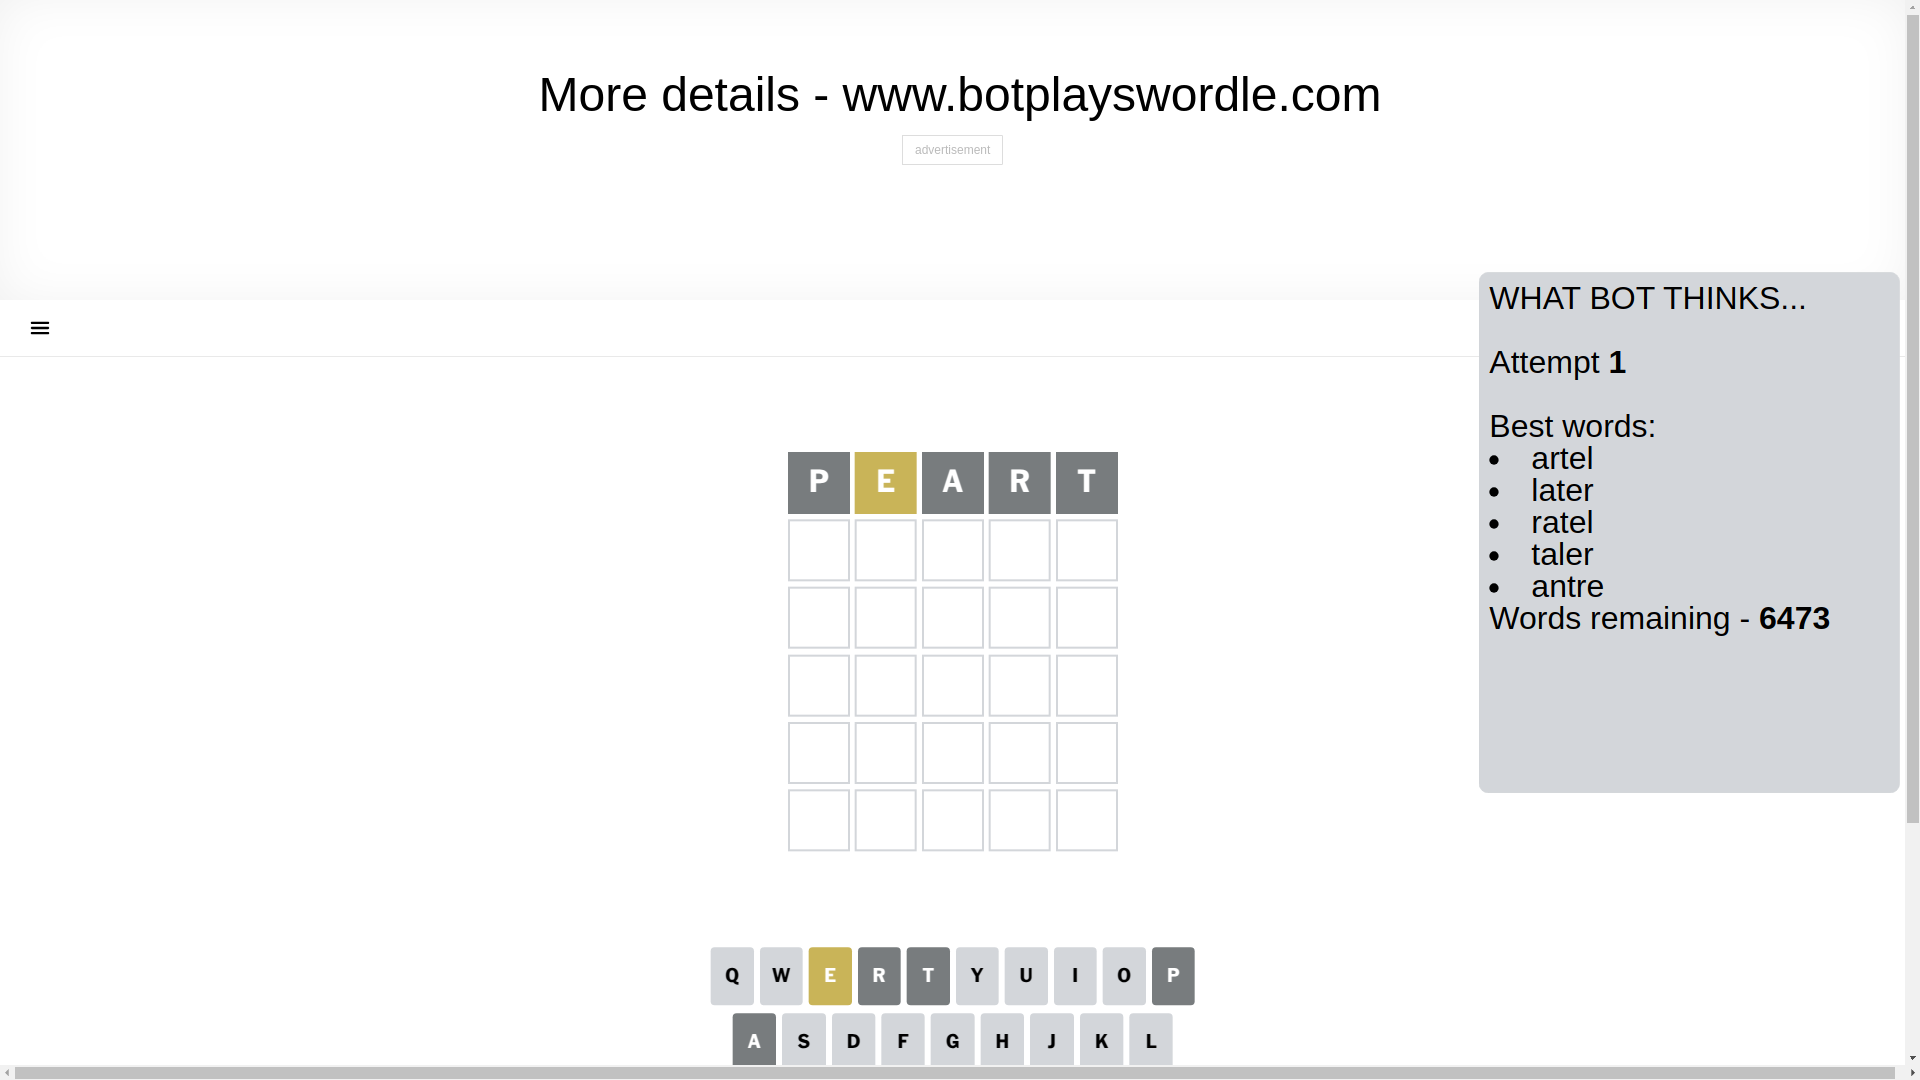 More details - www.botplayswordle.com
advertisement
WHAT BOT THINKS...
Attempt 1
Best words:
artel
later
ratel
taler
antre
Words remaining - 6473
P E A R T
Q W E R T Y U I O P
A S D F G H J K L